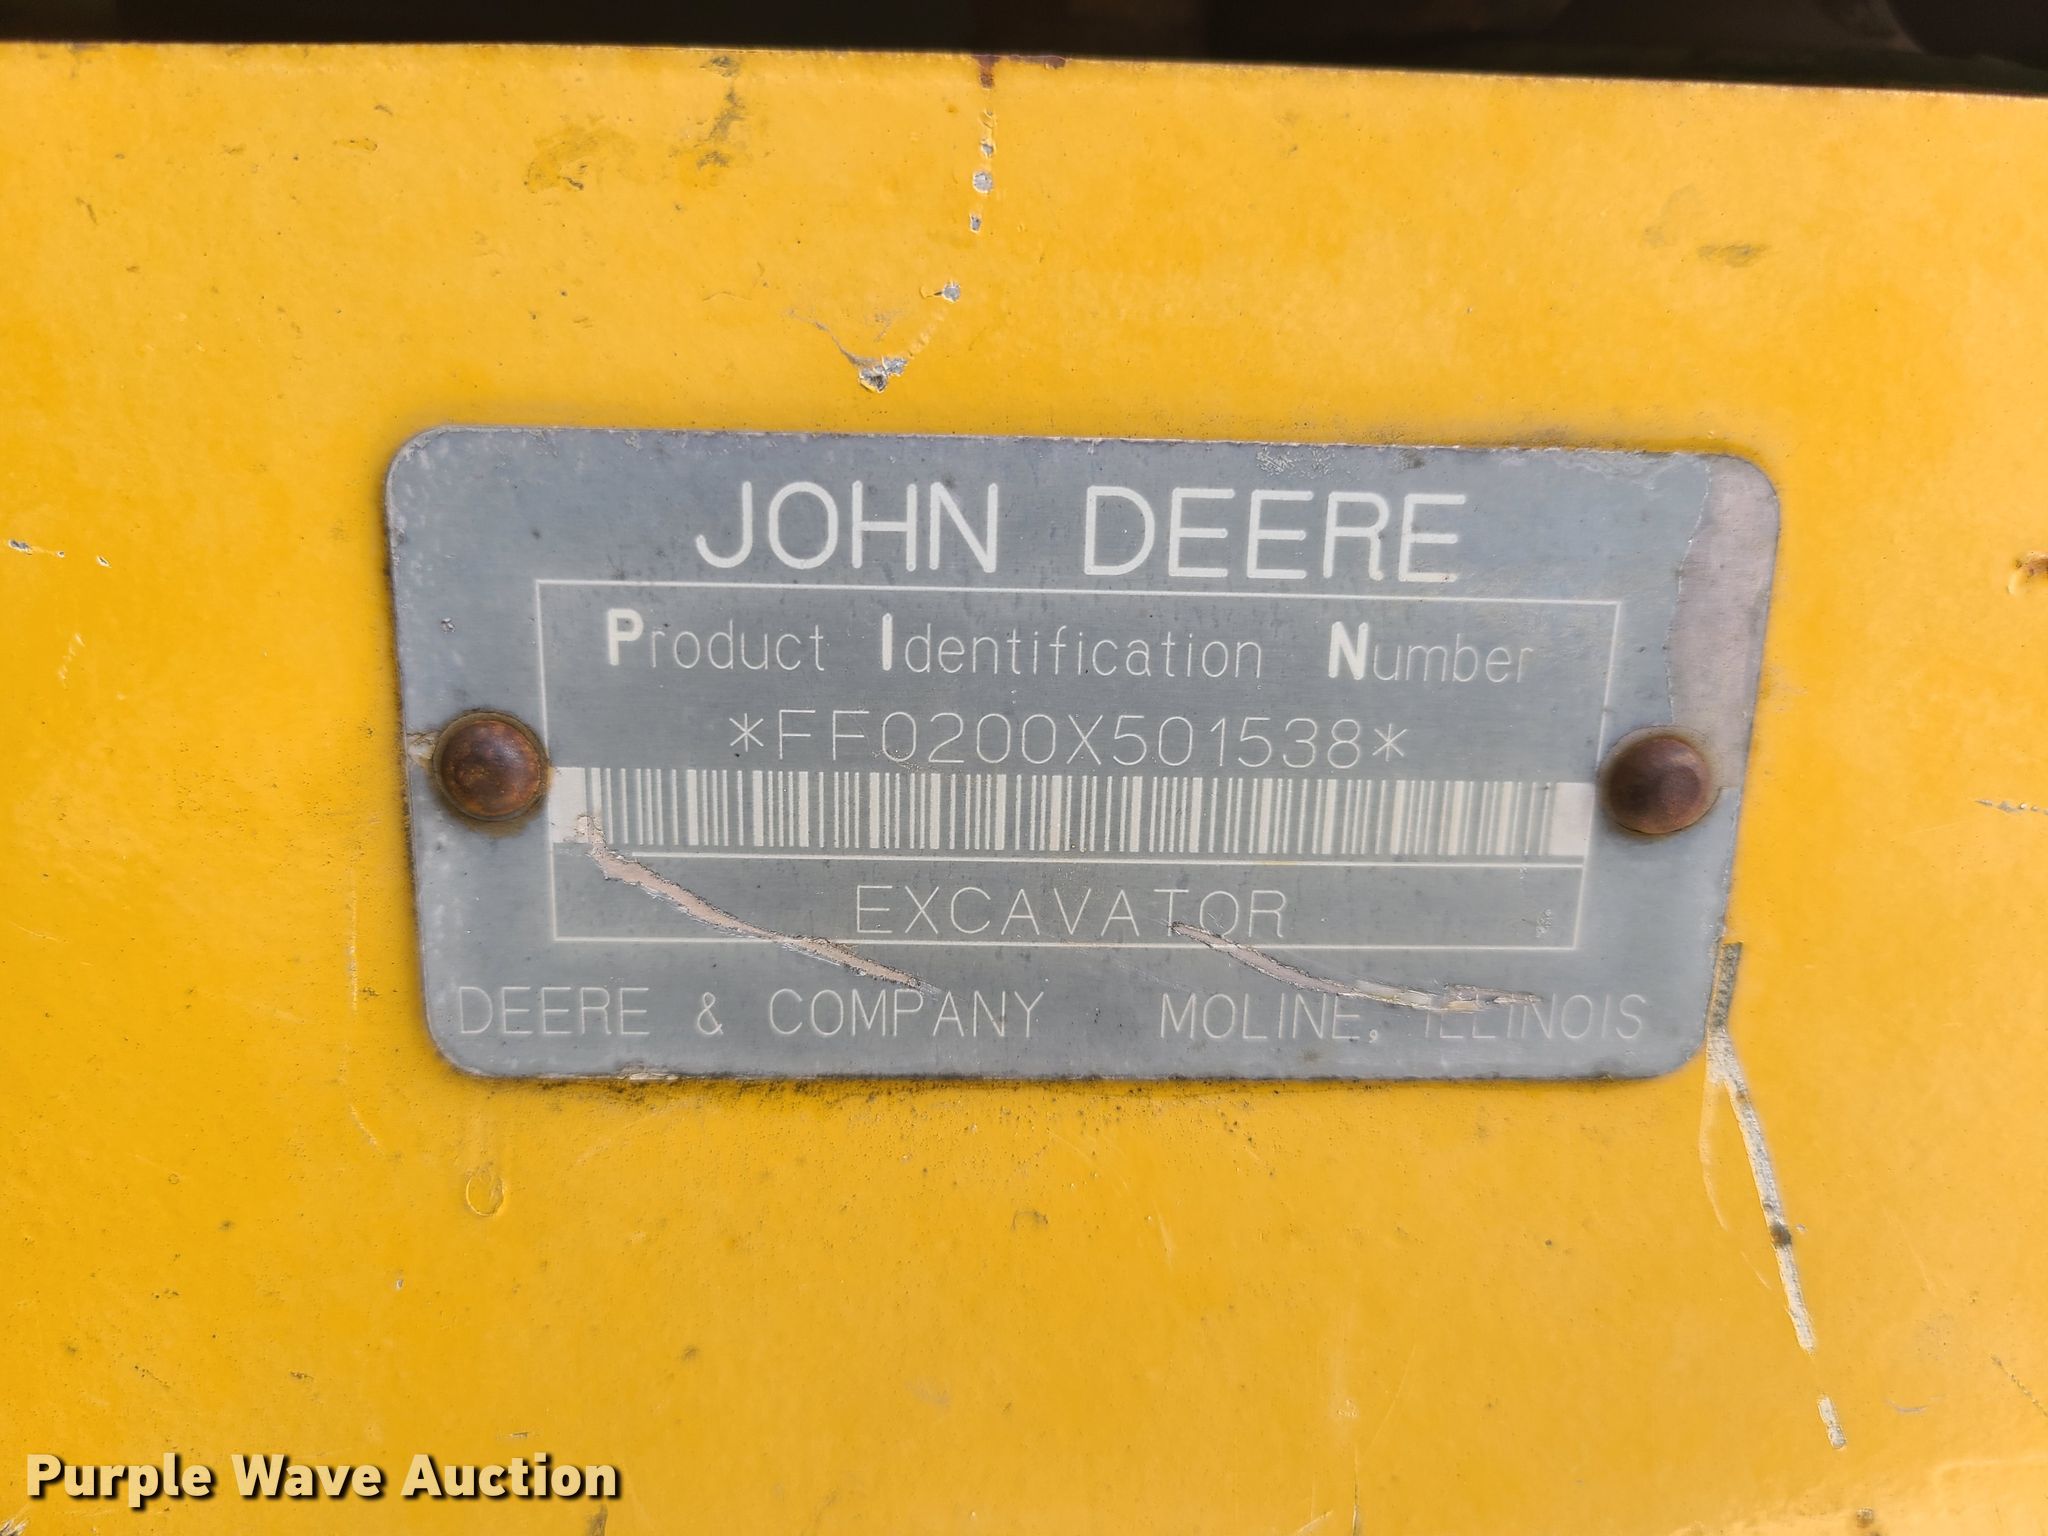 JOHN DEERE
Product Identification Number
*FF0200X501538*
EXCAVATOR
DEERE & COMPANY MOLINE, ILLINOIS
Purple Wave Auction